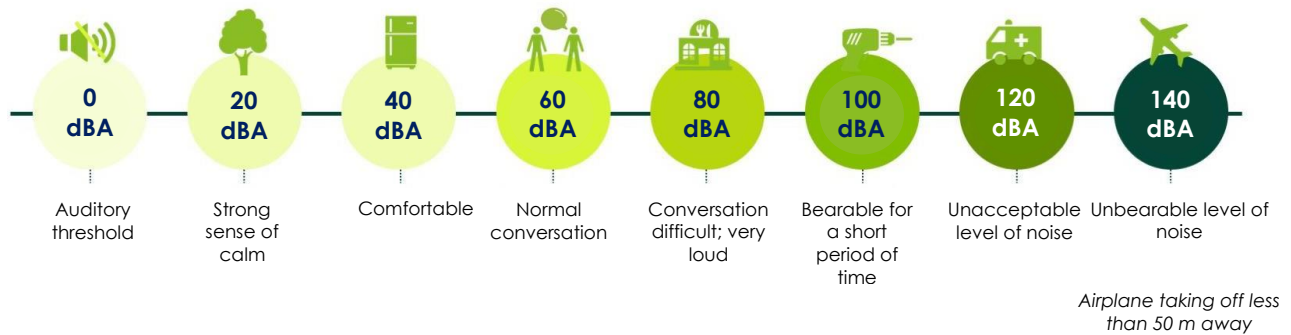 0
dBA
20
dBA
40
dBA
60
dBA
80
dBA
100
dBA
120
dBA
140
dBA
Auditory
threshold
Strong
sense of
calm
Comfortable
Normal
conversation
Conversation
difficult; very
loud
Bearable for
a short
period of
time
Unacceptable
level of noise
Unbearable level of
noise
Airplane taking off less
than 50 m away